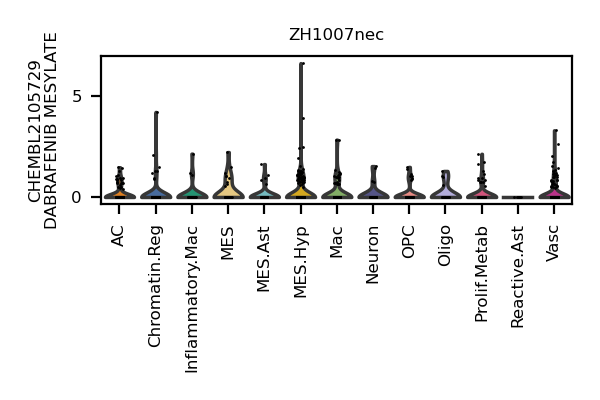 ZH1007nec
CHEMBL2105729
DABRAFENIB MESYLATE
5
0
AC
Chromatin.Reg
Inflammatory.Mac
MES
MES.Ast
MES.Hyp
Mac
Neuron
OPC
Oligo
Prolif.Metab
Reactive.Ast
Vasc